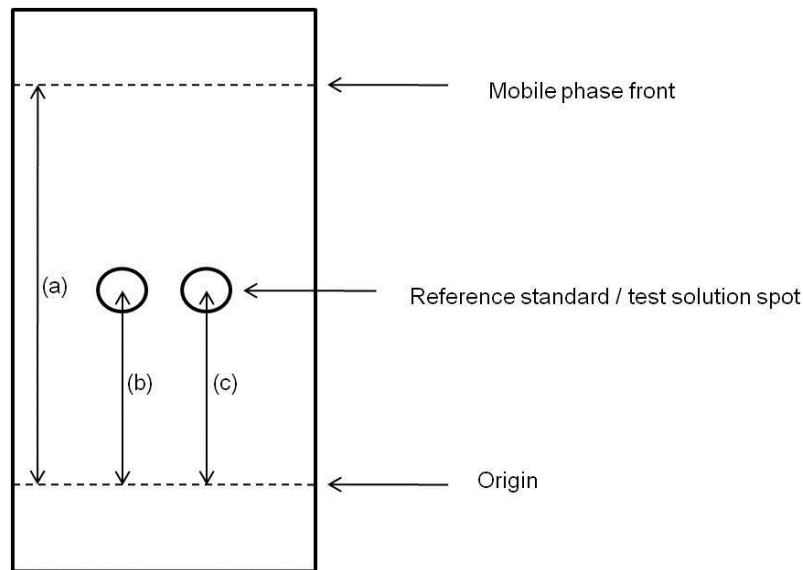 Mobile phase front
(a)
Reference standard / test solution spot
(b)
(c)
Origin